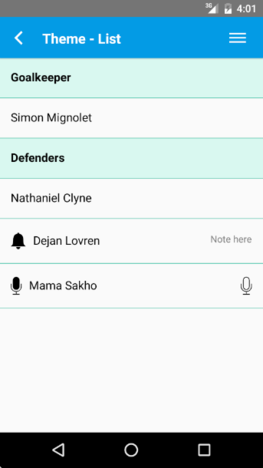 3G 4:01
Theme - List
Goalkeeper
Simon Mignolet
Defenders
Nathaniel Clyne
Dejan Lovren Note here
Mama Sakho